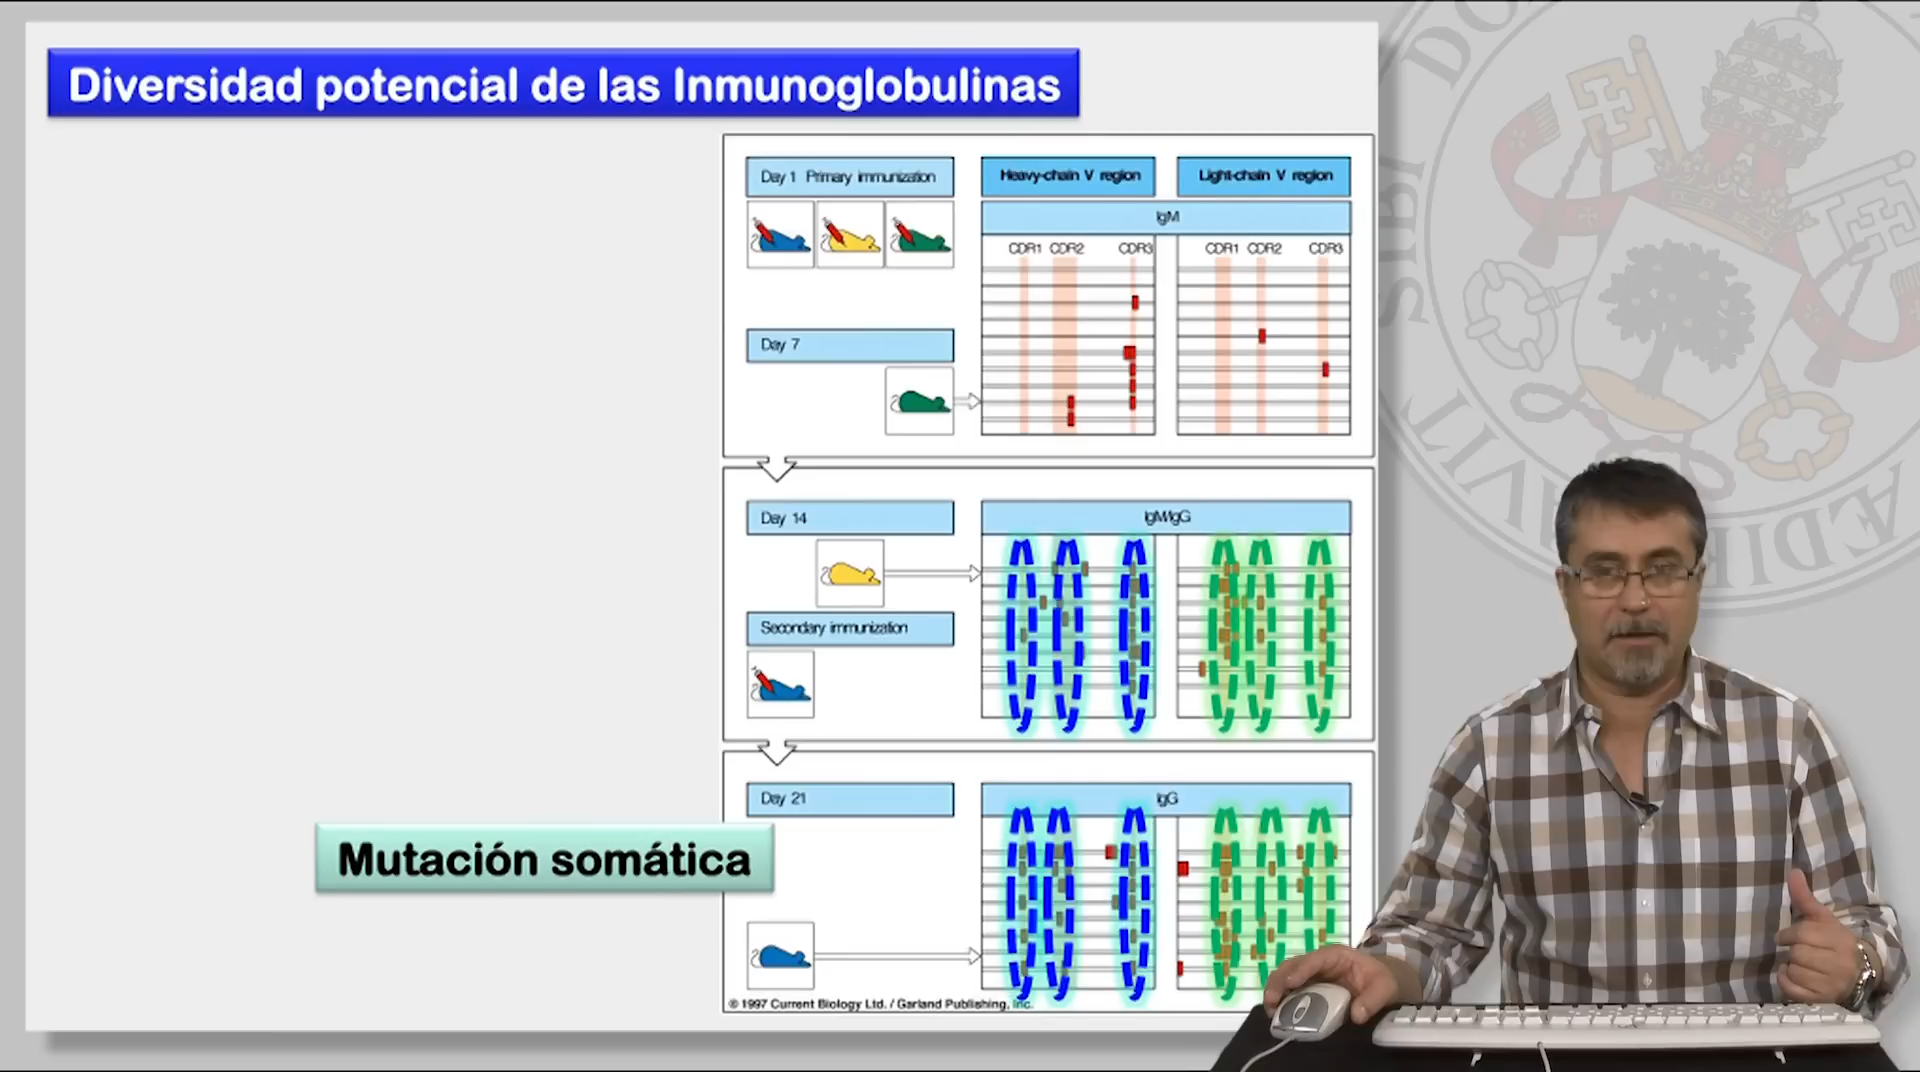 Diversidad potencial de las Inmunoglobulinas
Day 1 Primary immunization
Heavy-chain V region
Light-chain V region
IgM
CDR1 CDR2 CDR3
CDR1 CDR2 CDR3
Day 7
Day 14
IgM/IgG
Secondary immunization
Day 21
IgG
Mutación somática
© 1997 Current Biology Ltd. / Garland Publishing, Inc.